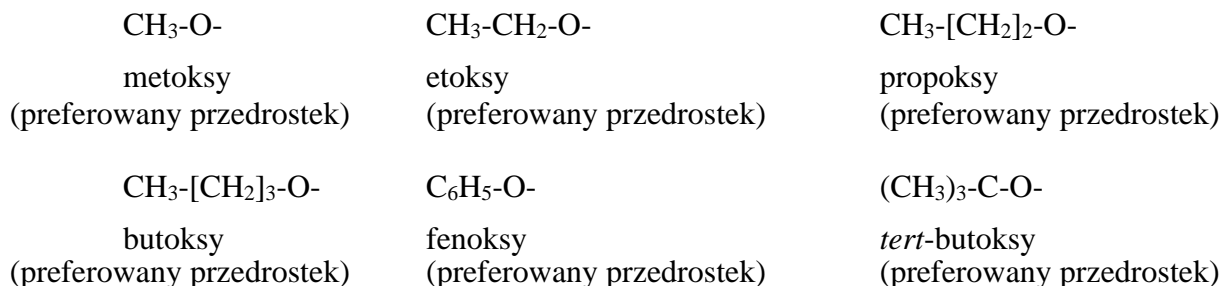 CH₃-O- CH₃-CH₂-O- CH₃-[CH₂]₂-O-
metoksy etoksy propoksy
(preferowany przedrostek) (preferowany przedrostek) (preferowany przedrostek)
CH₃-[CH₂]₃-O- C₆H₅-O- (CH₃)₃-C-O-
butoksy fenoksy tert-butoksy
(preferowany przedrostek) (preferowany przedrostek) (preferowany przedrostek)